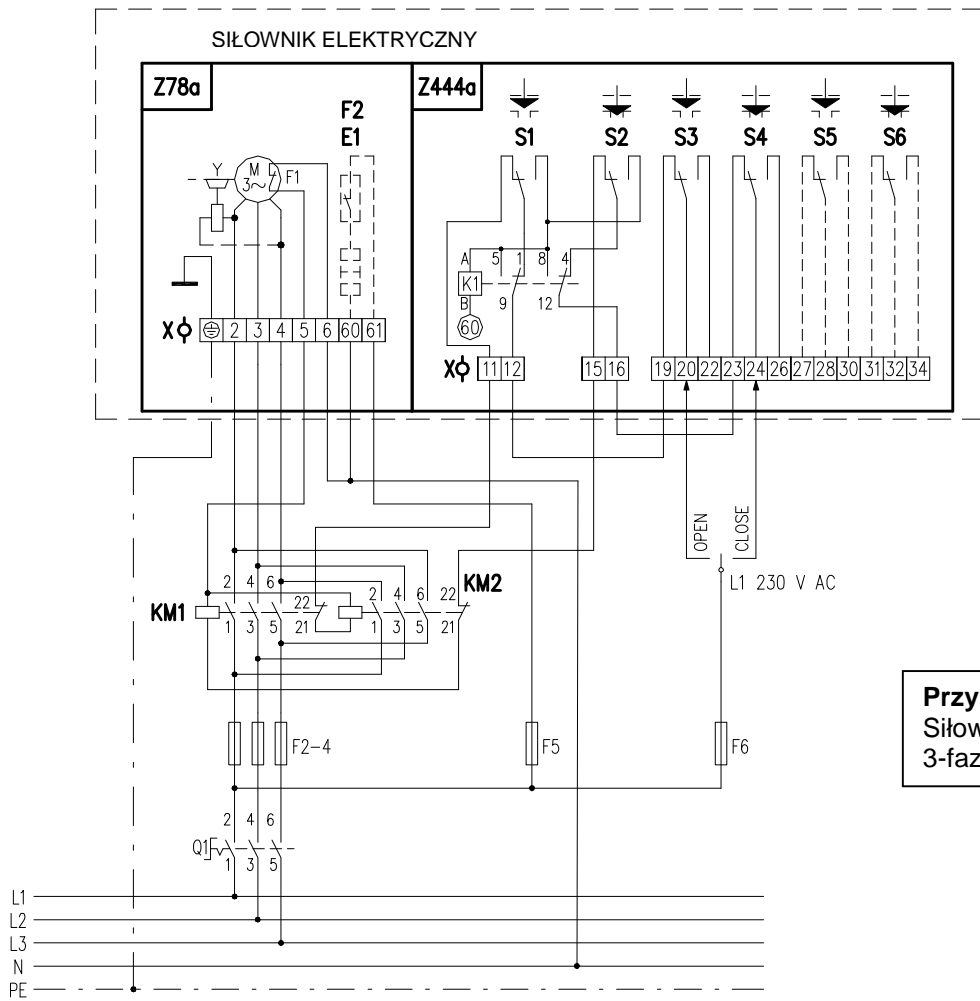 SIŁOWNIK ELEKTRYCZNY
Z78a
Z444a
F2
E1
S1 S2 S3 S4 S5 S6
Y
M
3~
F1
A 5 1 8 4
K1
B 9 12
60
X 2 3 4 5 6 60 61
X 11 12 15 16 19 20 22 23 24 26 27 28 30 31 32 34
OPEN
CLOSE
L1 230 V AC
2 4 6 22 2 4 6 22
KM1
KM2
1 3 5 21 1 3 5 21
F2-4
F5
F6
Przy
Siłow
3-faz
2 4 6
Q1
1 3 5
L1
L2
L3
N
PE